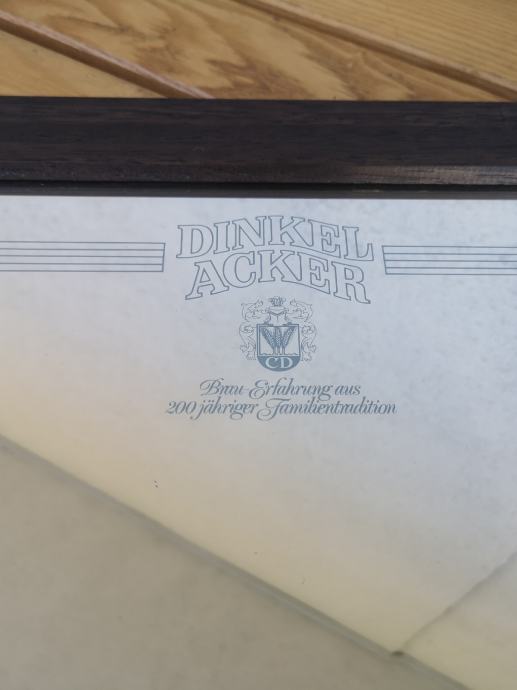 DINKEL
ACKER
CD
Brau-Erfahrung aus
200 jähriger Familientradition